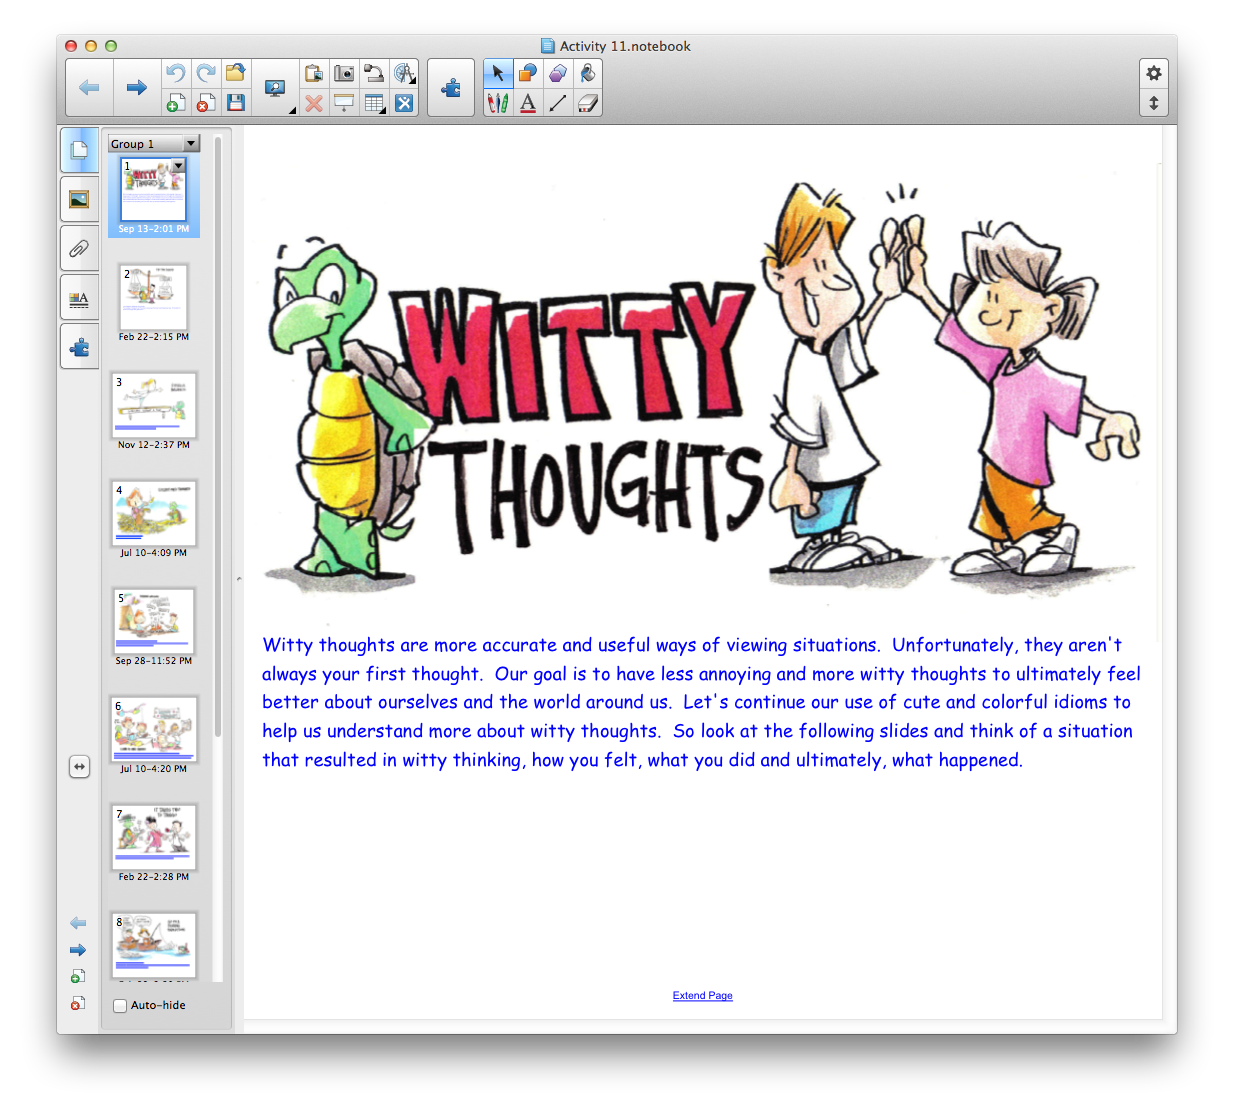 Activity 11.notebook
Group 1
1
WITTY
THOUGHTS
Sep 13-2:01 PM
2
Feb 22-2:15 PM
3
Nov 12-2:37 PM
4
Jul 10-4:09 PM
5
Sep 28-11:52 PM
6
Jul 10-4:20 PM
7
IT TAKES TWO
TO TANGO
Feb 22-2:28 PM
8
Auto-hide
WITTY
THOUGHTS
Witty thoughts are more accurate and useful ways of viewing situations. Unfortunately, they aren't
always your first thought. Our goal is to have less annoying and more witty thoughts to ultimately feel
better about ourselves and the world around us. Let's continue our use of cute and colorful idioms to
help us understand more about witty thoughts. So look at the following slides and think of a situation
that resulted in witty thinking, how you felt, what you did and ultimately, what happened.
Extend Page